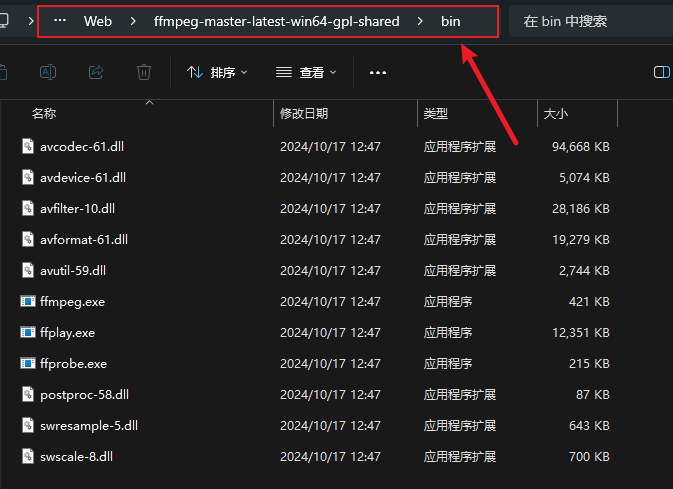 ··· Web > ffmpeg-master-latest-win64-gpl-shared > bin 在 bin 中搜索
排序 查看 ···
名称 修改日期 类型 大小
avcodec-61.dll 2024/10/17 12:47 应用程序扩展 94,668 KB
avdevice-61.dll 2024/10/17 12:47 应用程序扩展 5,074 KB
avfilter-10.dll 2024/10/17 12:47 应用程序扩展 28,186 KB
avformat-61.dll 2024/10/17 12:47 应用程序扩展 19,279 KB
avutil-59.dll 2024/10/17 12:47 应用程序扩展 2,744 KB
ffmpeg.exe 2024/10/17 12:47 应用程序 421 KB
ffplay.exe 2024/10/17 12:47 应用程序 12,351 KB
ffprobe.exe 2024/10/17 12:47 应用程序 215 KB
postproc-58.dll 2024/10/17 12:47 应用程序扩展 87 KB
swresample-5.dll 2024/10/17 12:47 应用程序扩展 643 KB
swscale-8.dll 2024/10/17 12:47 应用程序扩展 700 KB